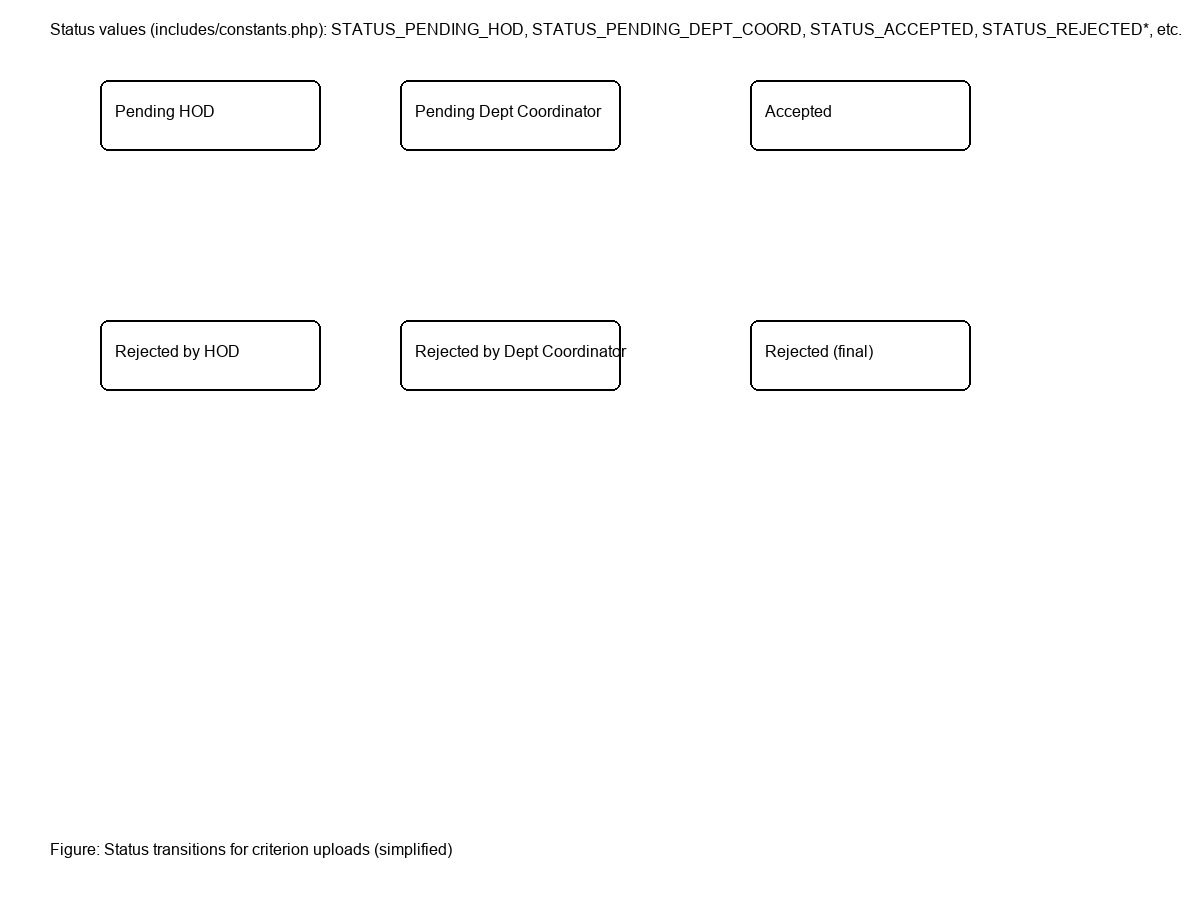 Status values (includes/constants.php): STATUS_PENDING_HOD, STATUS_PENDING_DEPT_COORD, STATUS_ACCEPTED, STATUS_REJECTED*, etc.
Pending HOD
Pending Dept Coordinator
Accepted
Rejected by HOD
Rejected by Dept Coordinator
Rejected (final)
Figure: Status transitions for criterion uploads (simplified)